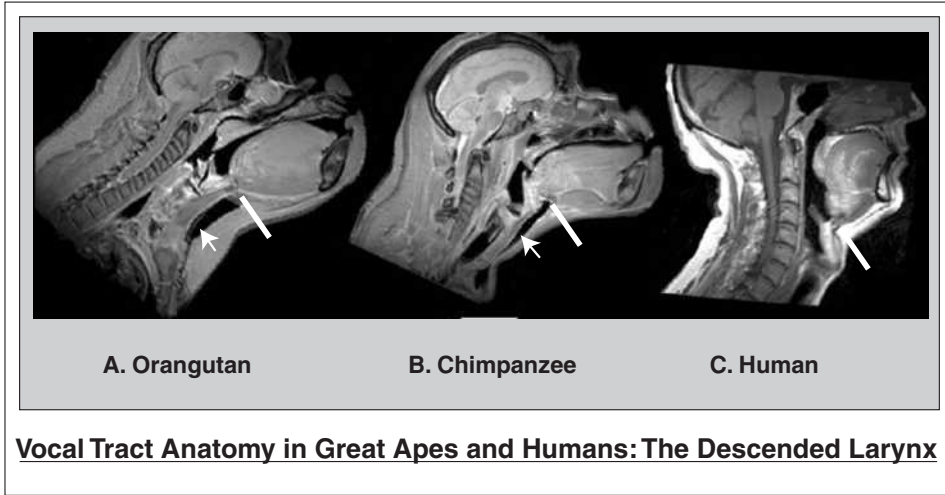 A. Orangutan
B. Chimpanzee
C. Human
Vocal Tract Anatomy in Great Apes and Humans: The Descended Larynx